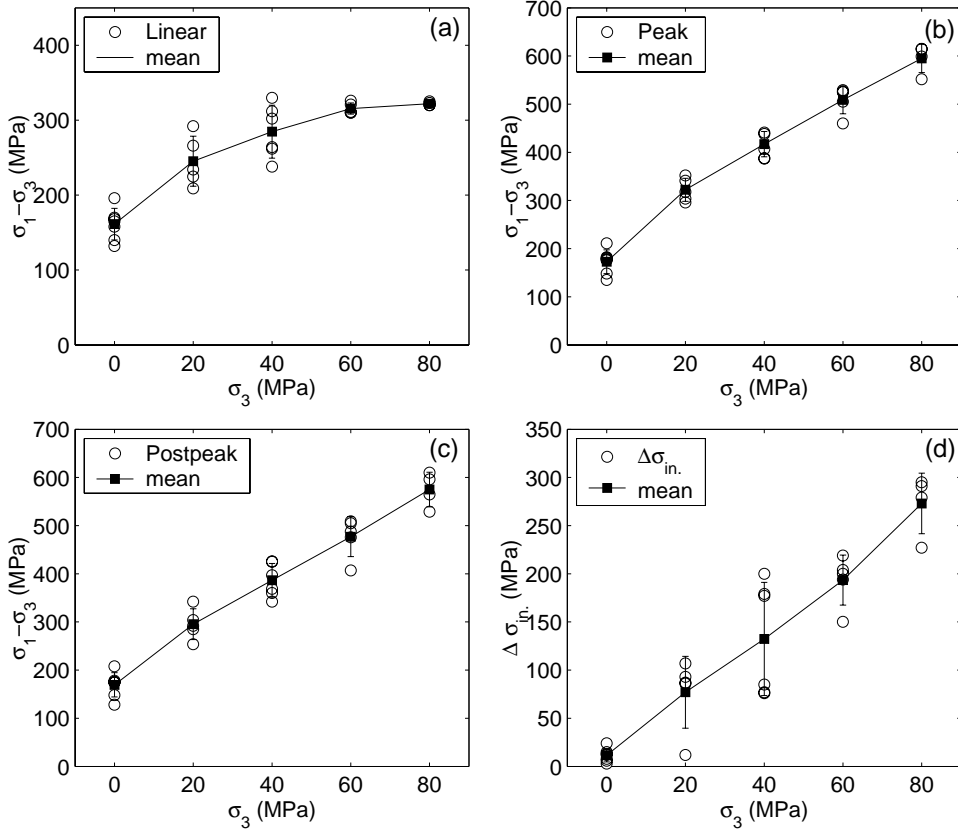 (a)
Linear
mean
400
300
200
100
0
0 20 40 60 80
σ₃ (MPa)
σ₁−σ₃ (MPa)
(b)
Peak
mean
700
600
500
400
300
200
100
0
0 20 40 60 80
σ₃ (MPa)
σ₁−σ₃ (MPa)
(c)
Postpeak
mean
700
600
500
400
300
200
100
0
0 20 40 60 80
σ₃ (MPa)
σ₁−σ₃ (MPa)
(d)
Δσin.
mean
350
300
250
200
150
100
50
0
0 20 40 60 80
σ₃ (MPa)
Δ σin. (MPa)